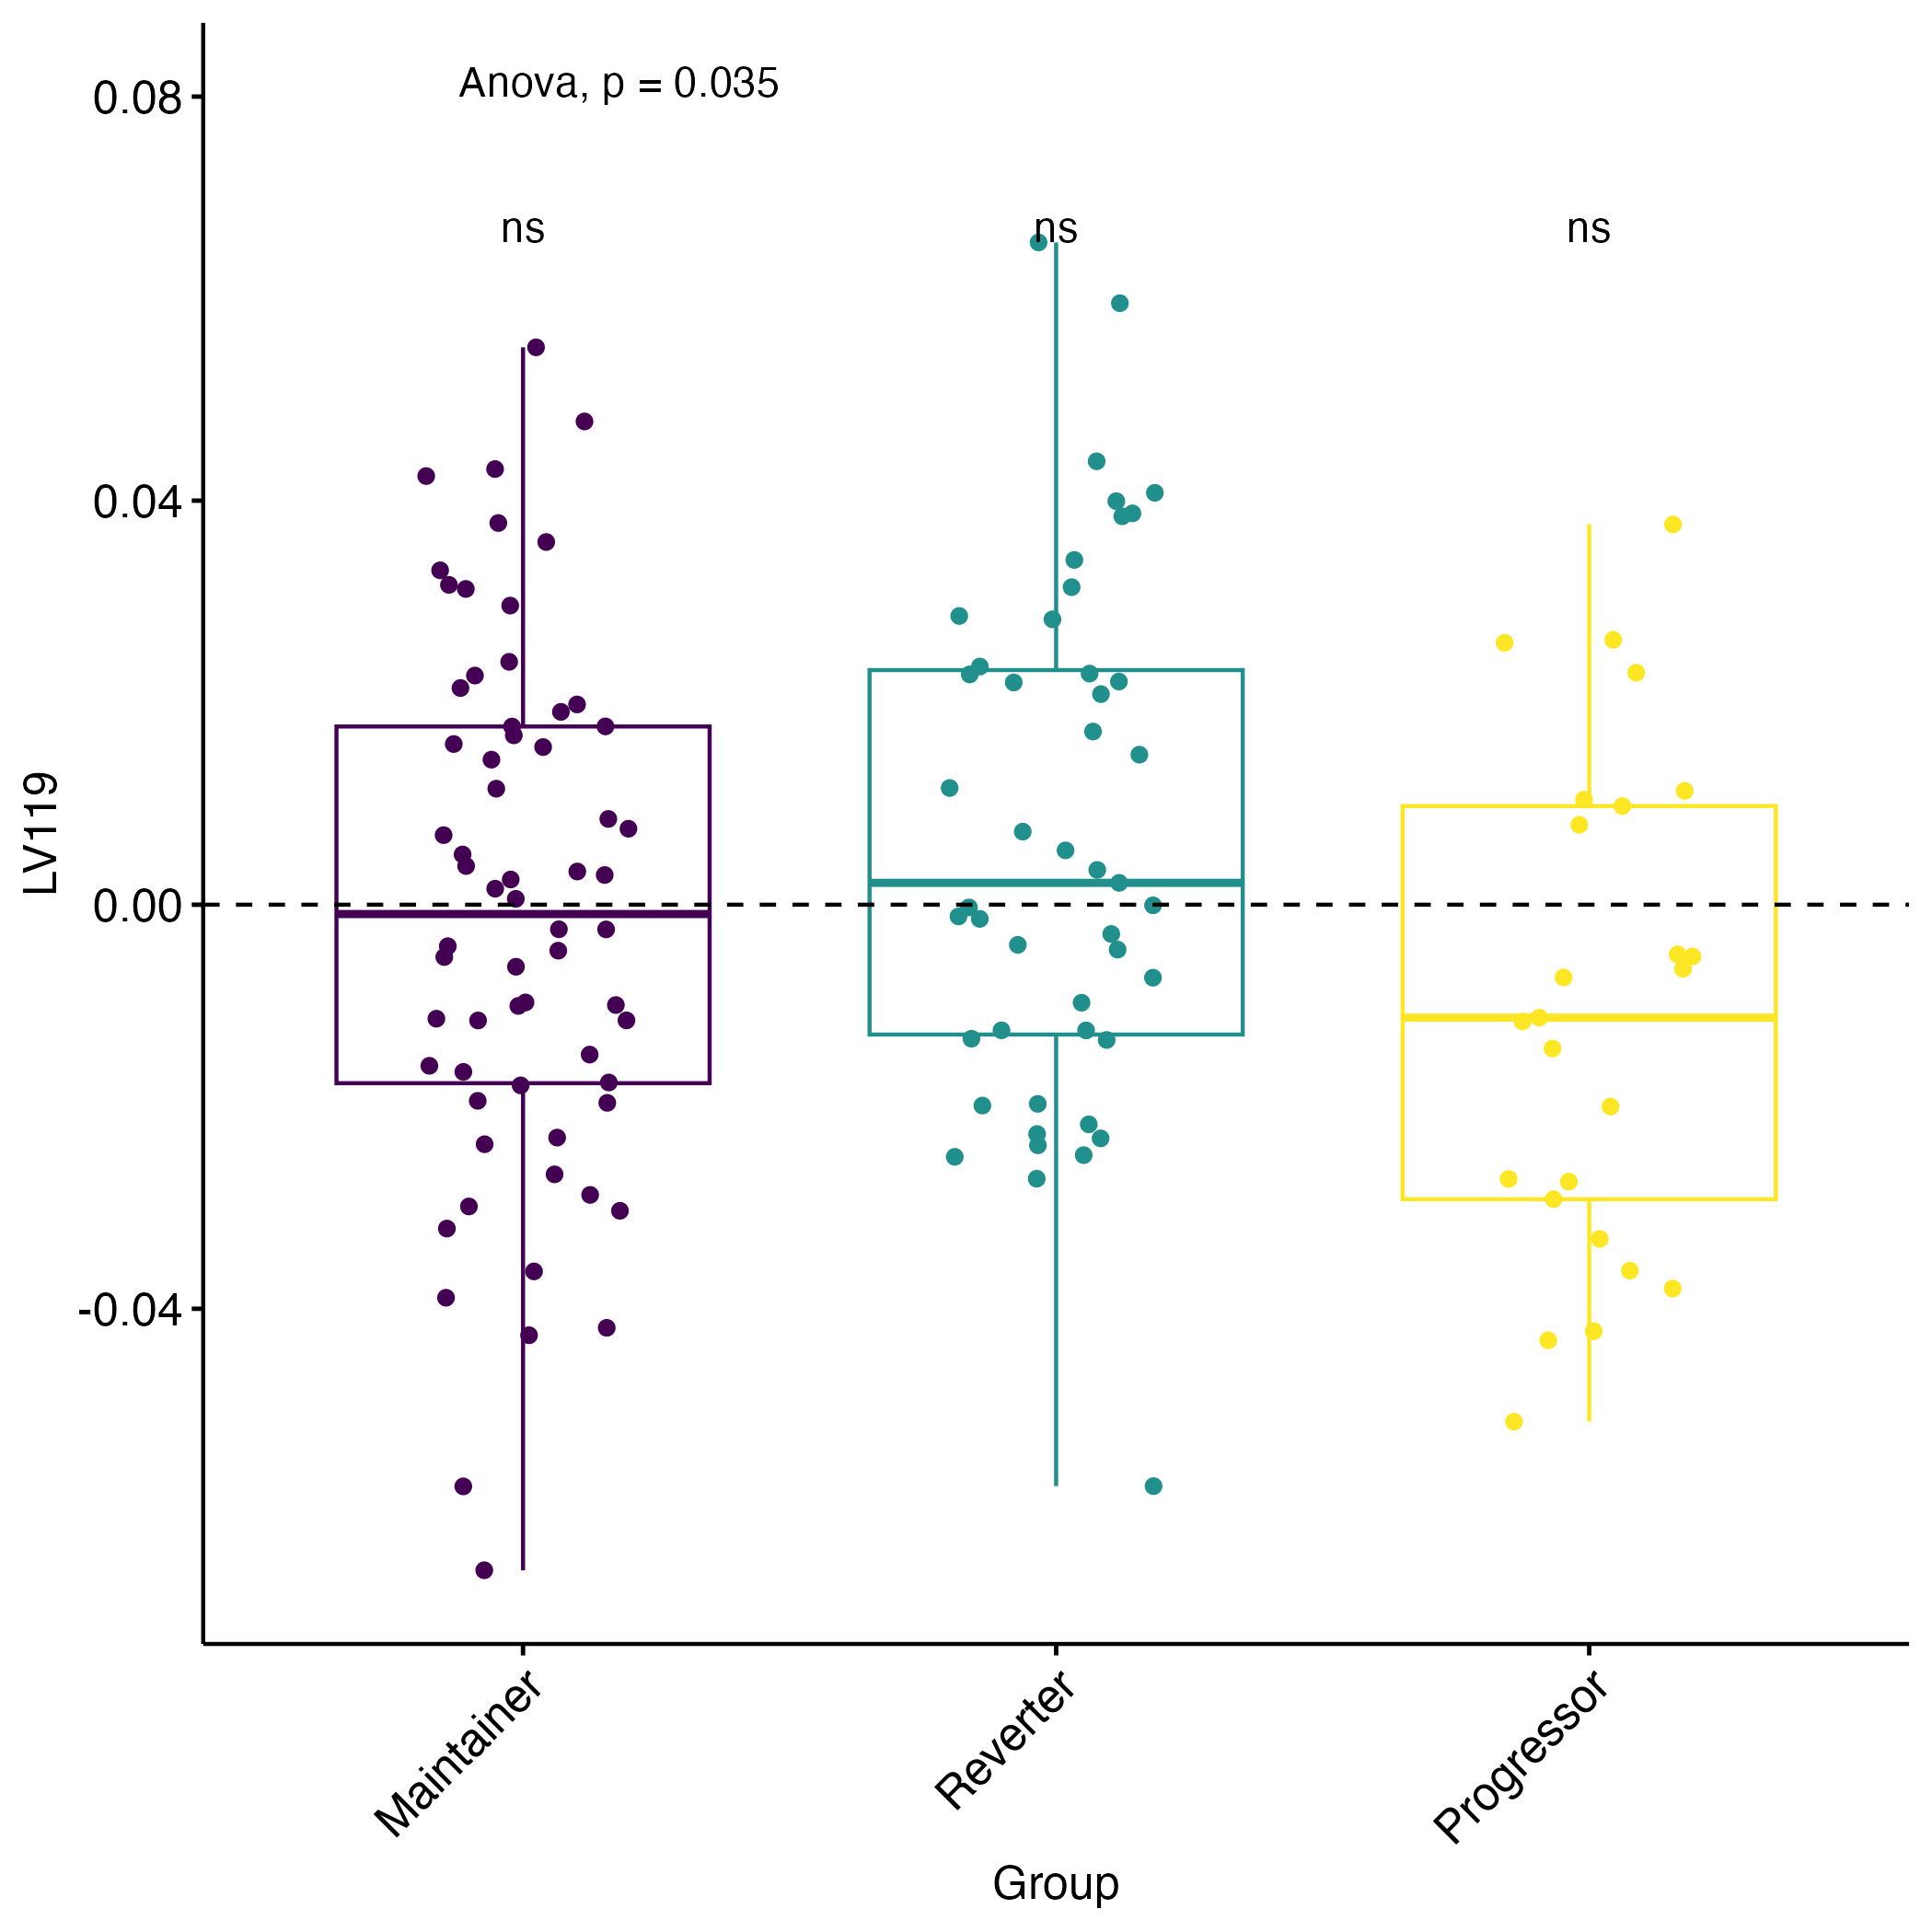 Anova, p = 0.035
ns ns ns
0.08
0.04
0.00
-0.04
LV119
Maintainer
Reverter
Progressor
Group